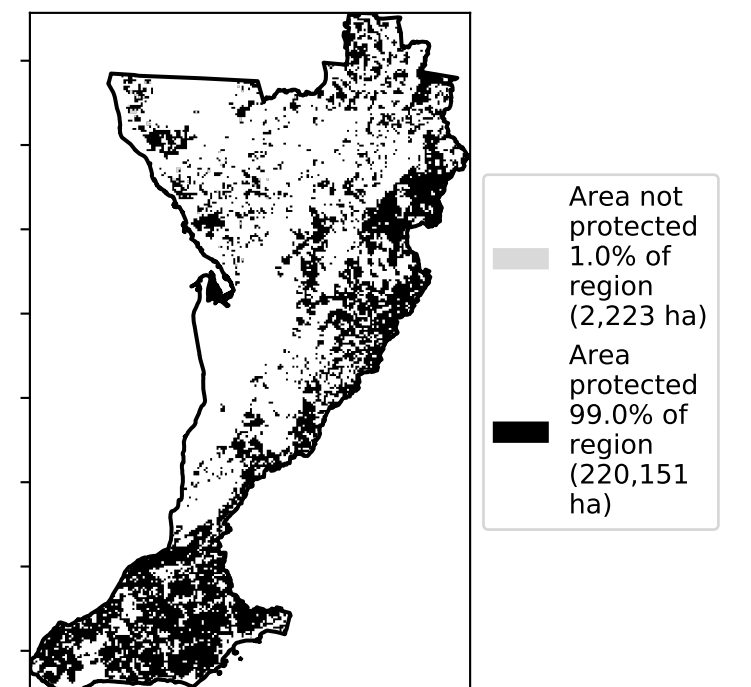 Area not
protected
1.0% of
region
(2,223 ha)
Area
protected
99.0% of
region
(220,151
ha)